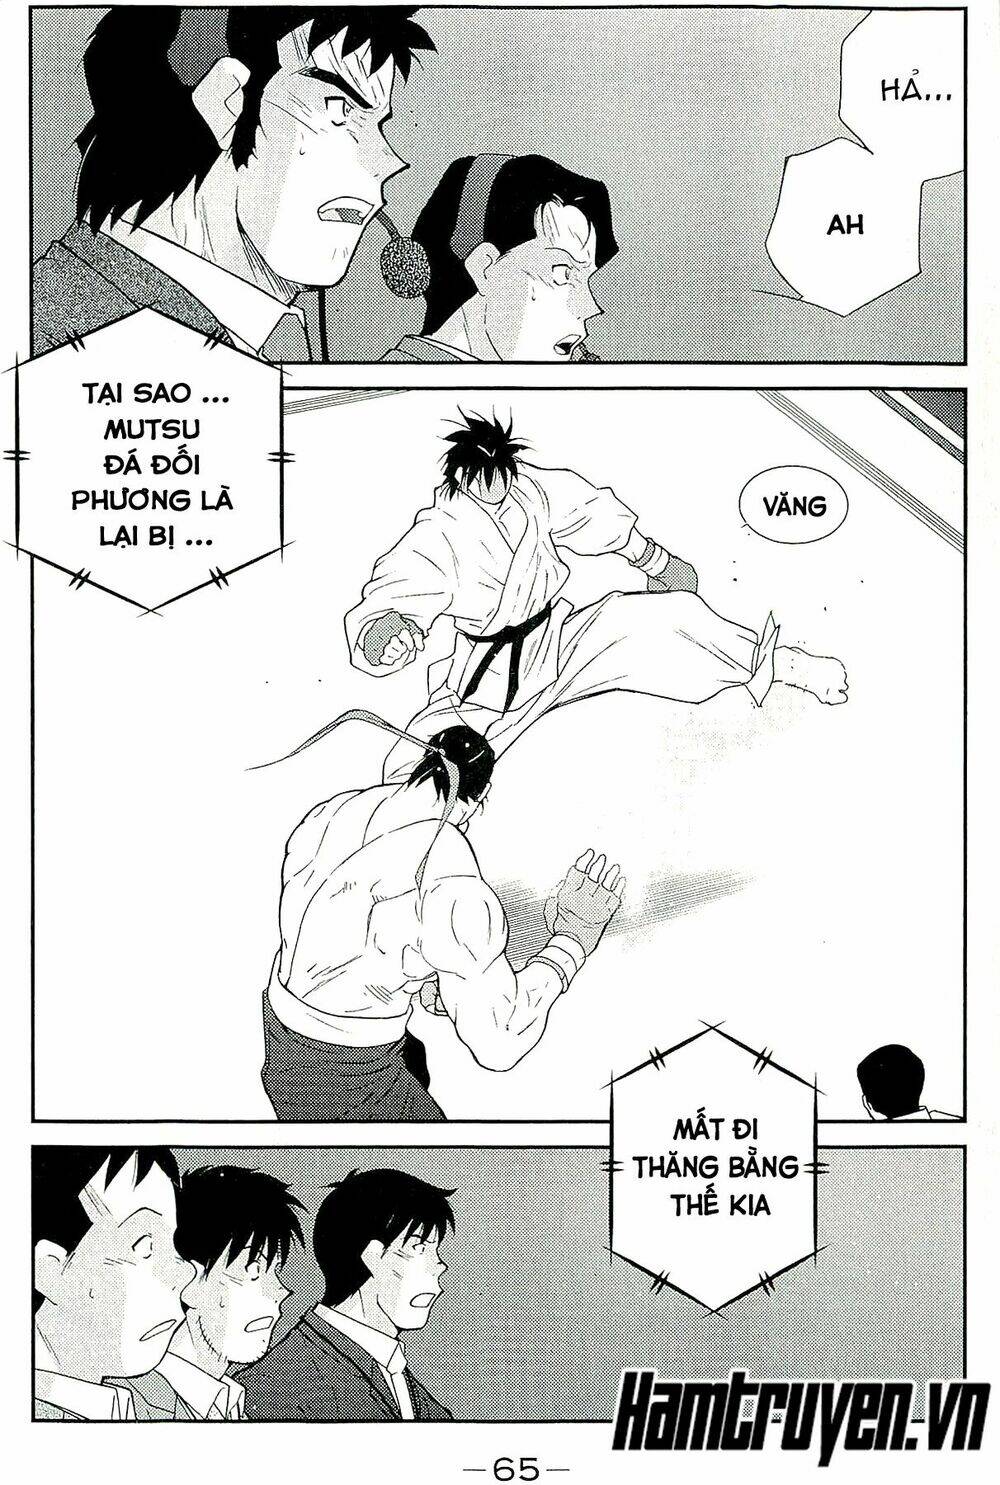 HẢ...
AH
TẠI SAO ...
MUTSU
ĐÁ ĐỐI
PHƯƠNG LÀ
LẠI BỊ ...
VĂNG
MẤT ĐI
THĂNG BẰNG
THẾ KIA
Hamtruyen.vn
—65—